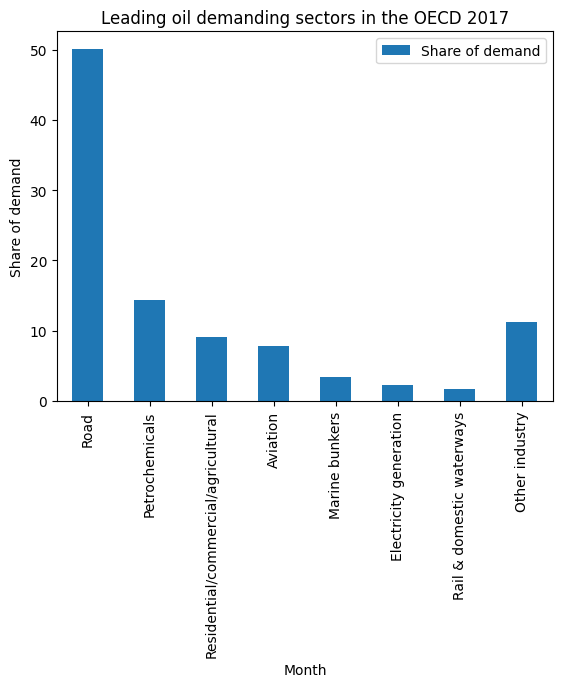 Leading oil demanding sectors in the OECD 2017
Share of demand
Share of demand
50
40
30
20
10
0
Road
Petrochemicals
Residential/commercial/agricultural
Aviation
Marine bunkers
Electricity generation
Rail & domestic waterways
Other industry
Month